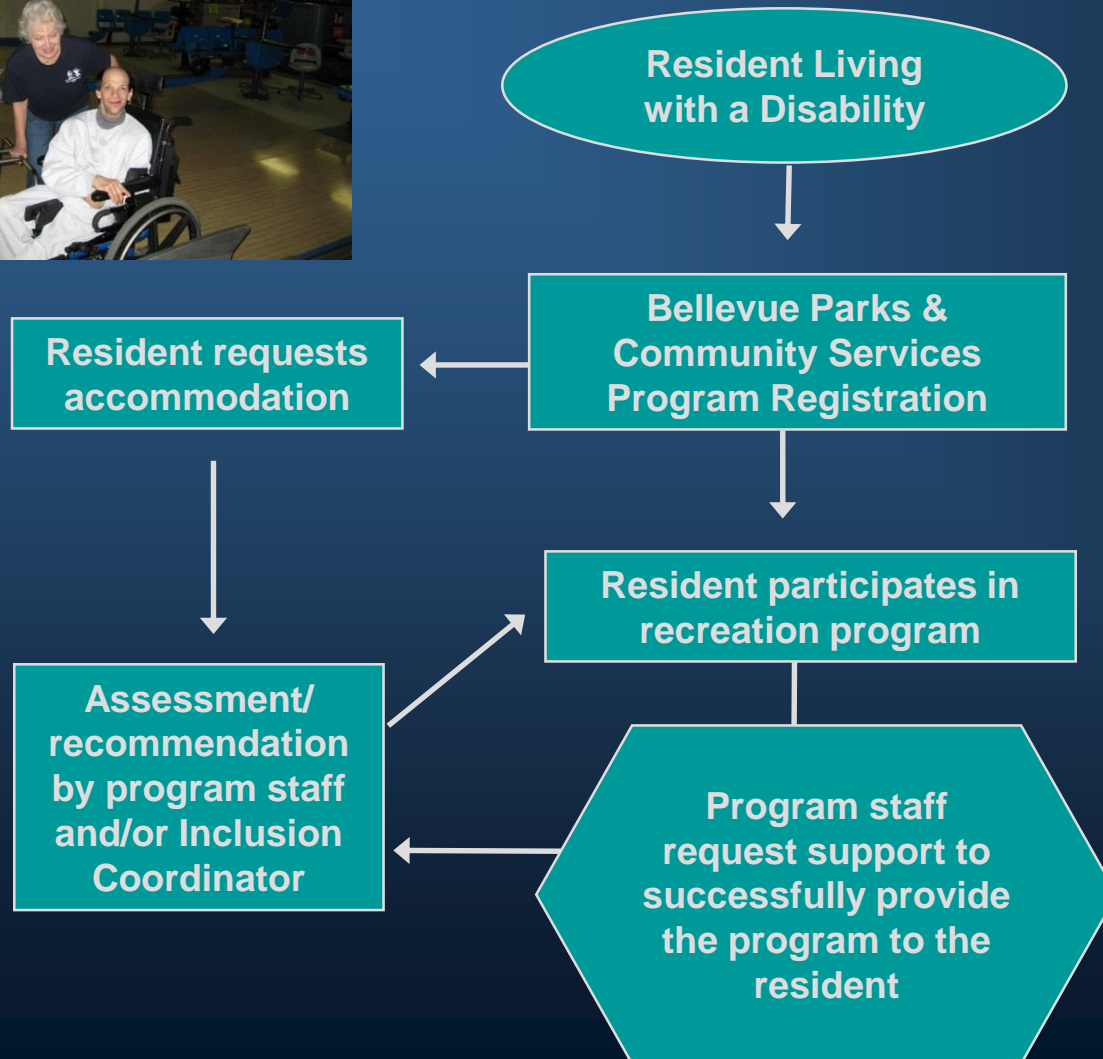 Resident Living
with a Disability
Bellevue Parks &
Community Services
Program Registration
Resident requests
accommodation
Resident participates in
recreation program
Assessment/
recommendation
by program staff
and/or Inclusion
Coordinator
Program staff
request support to
successfully provide
the program to the
resident